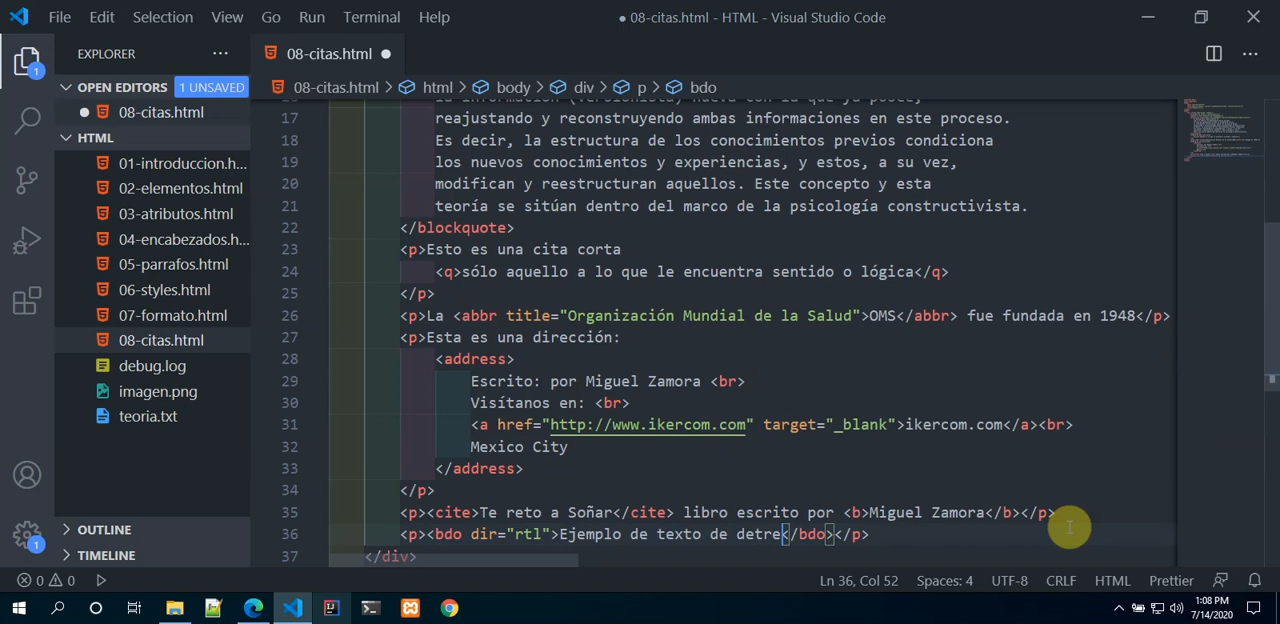 File Edit Selection View Go Run Terminal Help
● 08-citas.html - HTML - Visual Studio Code
EXPLORER ···
08-citas.html ●
OPEN EDITORS 1 UNSAVED
08-citas.html > html > body > div > p > bdo
● 08-citas.html
HTML
01-introduccion.h...
02-elementos.html
03-atributos.html
04-encabezados.h...
05-parrafos.html
06-styles.html
07-formato.html
08-citas.html
debug.log
imagen.png
teoria.txt
OUTLINE
TIMELINE
1
1
17 reajustando y reconstruyendo ambas informaciones en este proceso.
18 Es decir, la estructura de los conocimientos previos condiciona
19 los nuevos conocimientos y experiencias, y estos, a su vez,
20 modifican y reestructuran aquellos. Este concepto y esta
21 teoría se sitúan dentro del marco de la psicología constructivista.
22 </blockquote>
23 <p>Esto es una cita corta
24 <q>sólo aquello a lo que le encuentra sentido o lógica</q>
25 </p>
26 <p>La <abbr title="Organización Mundial de la Salud">OMS</abbr> fue fundada en 1948</p>
27 <p>Esta es una dirección:
28 <address>
29 Escrito: por Miguel Zamora <br>
30 Visítanos en: <br>
31 <a href="http://www.ikercom.com" target="_blank">ikercom.com</a><br>
32 Mexico City
33 </address>
34 </p>
35 <p><cite>Te reto a Soñar</cite> libro escrito por <b>Miguel Zamora</b></p>
36 <p><bdo dir="rtl">Ejemplo de texto de detre</bdo></p>
37 </div>
0 0 Ln 36, Col 52 Spaces: 4 UTF-8 CRLF HTML Prettier
1:08 PM
7/14/2020